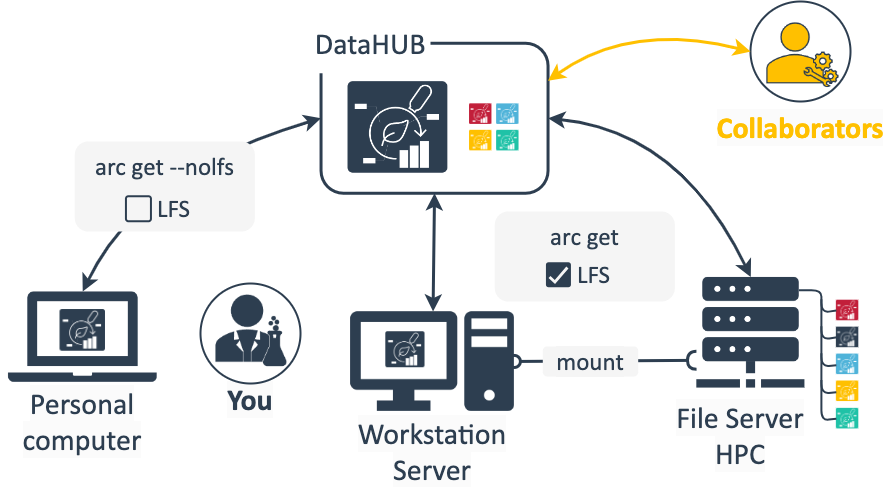 DataHUB
Collaborators
arc get --nolfs
LFS
arc get
LFS
mount
You
Personal
computer
Workstation
Server
File Server
HPC